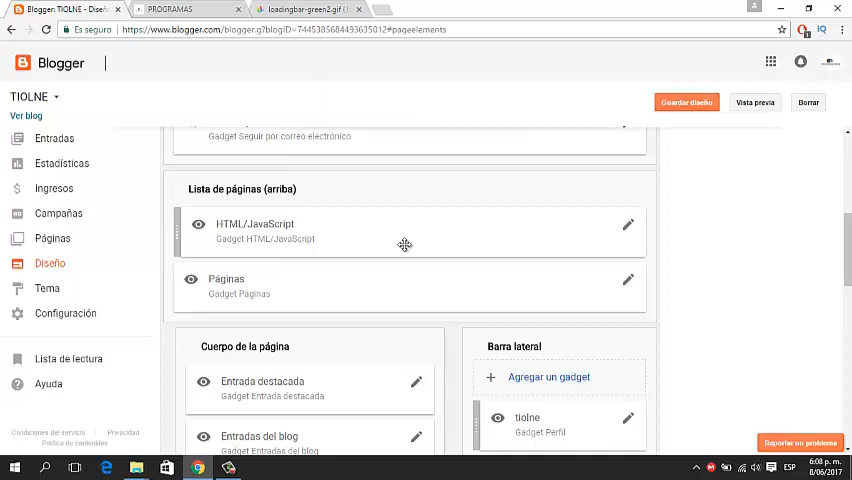 Blogger: TIOLNE - Diseñ
PROGRAMAS
loadingbar-green2.gif (1
Es seguro
https://www.blogger.com/blogger.g?blogID=7445385684493635012#pageelements
Blogger
TIOLNE
Guardar diseño
Vista previa
Borrar
Ver blog
Entradas
Estadísticas
Ingresos
Campañas
Páginas
Diseño
Tema
Configuración
Lista de lectura
Ayuda
Condiciones del servicio
Privacidad
Política de contenidos
Gadget Seguir por correo electrónico
Lista de páginas (arriba)
HTML/JavaScript
Gadget HTML/JavaScript
Páginas
Gadget Páginas
Cuerpo de la página
Entrada destacada
Gadget Entrada destacada
Entradas del blog
Gadget Entradas del blog
Barra lateral
Agregar un gadget
tiolne
Gadget Perfil
Reportar un problema
ESP
6:08 p. m.
8/06/2017